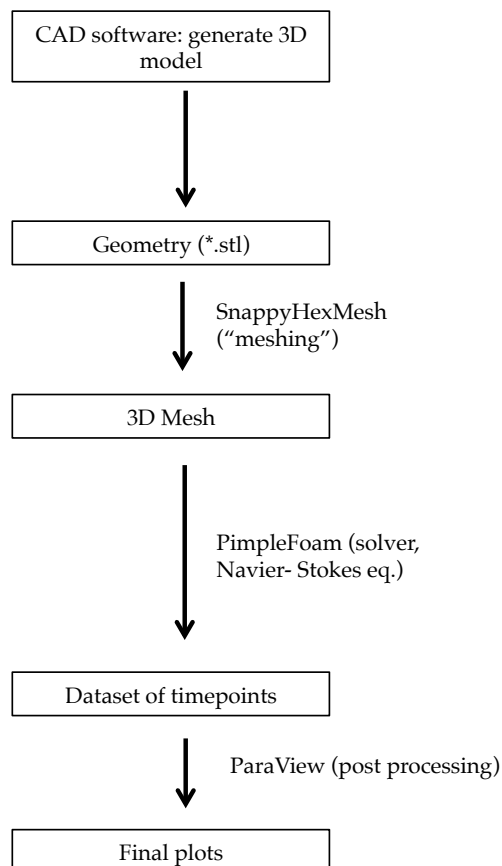 CAD software: generate 3D
model
Geometry (*.stl)
SnappyHexMesh
(“meshing”)
3D Mesh
PimpleFoam (solver,
Navier- Stokes eq.)
Dataset of timepoints
ParaView (post processing)
Final plots